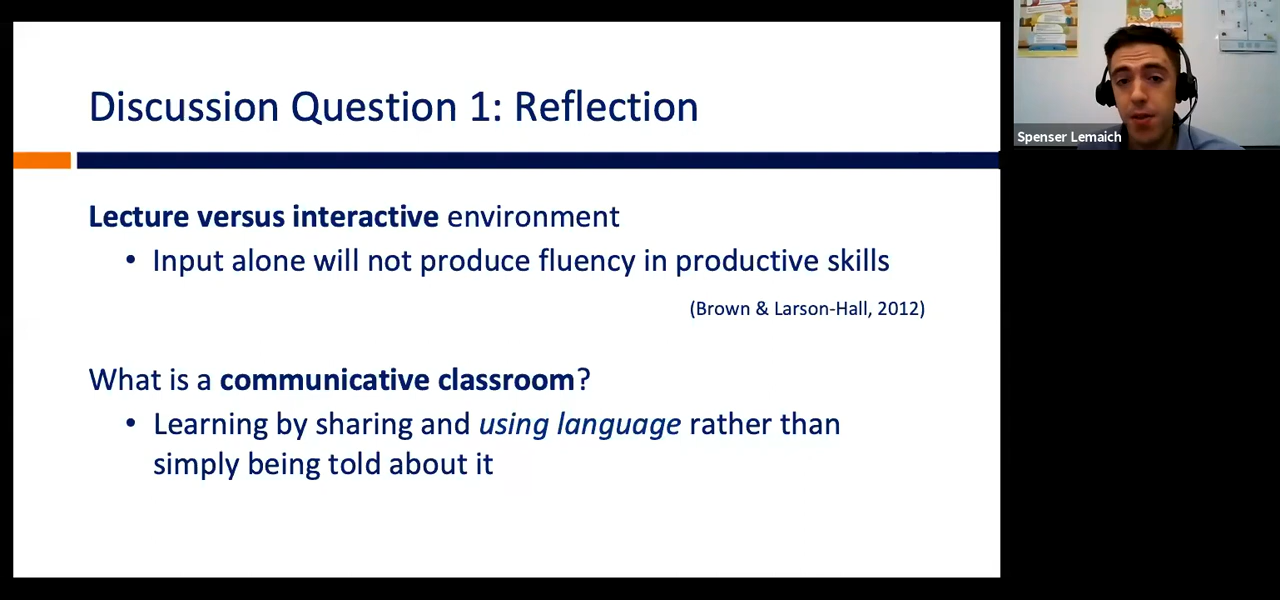 Discussion Question 1: Reflection
Lecture versus interactive environment
• Input alone will not produce fluency in productive skills
(Brown & Larson-Hall, 2012)
What is a communicative classroom?
• Learning by sharing and using language rather than
simply being told about it
Spenser Lemaich